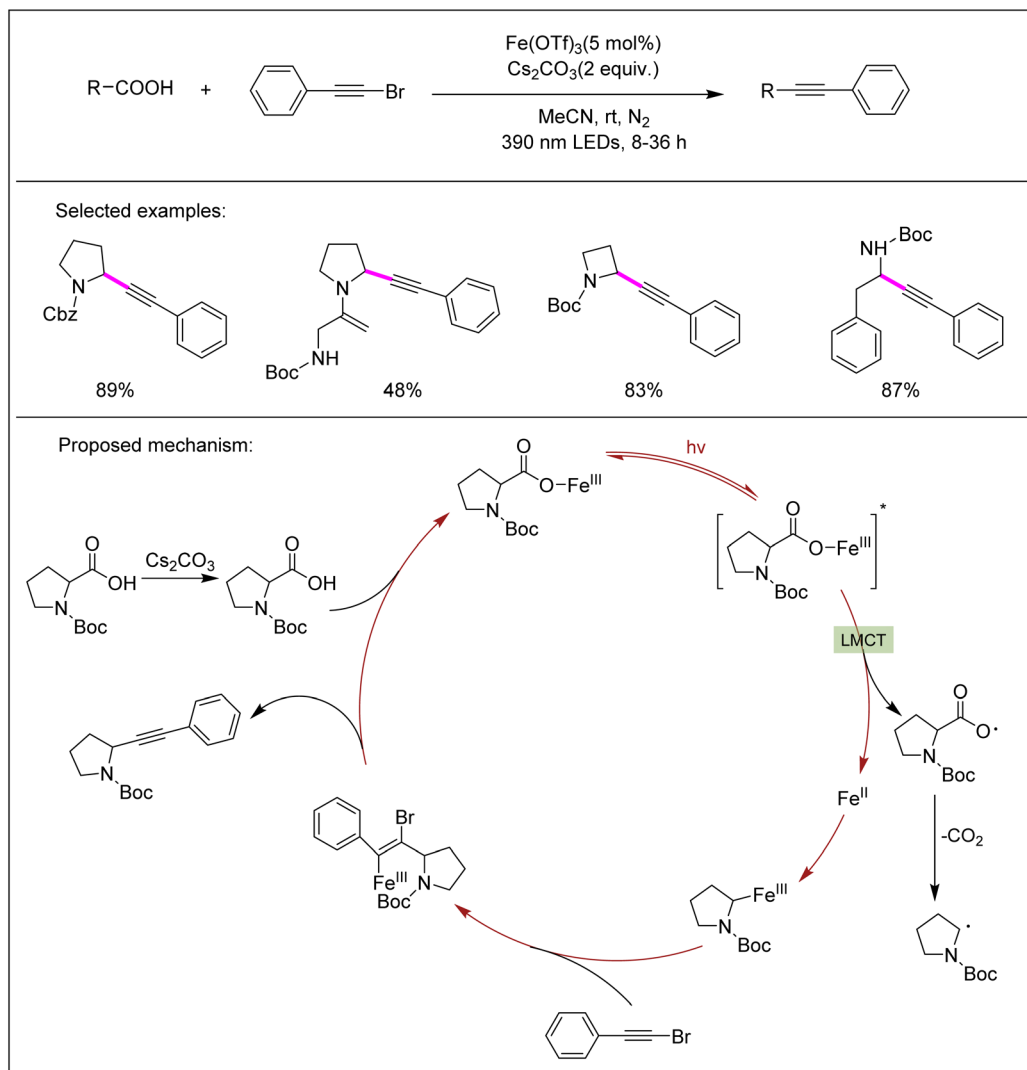 R-COOH + Br
Fe(OTf)3(5 mol%)
Cs2CO3(2 equiv.)
MeCN, rt, N2
390 nm LEDs, 8-36 h
R
Selected examples:
N
Cbz
89%
N
NH
Boc
48%
N
Boc
83%
HN
Boc
87%
Proposed mechanism:
O
O-FeIII
N
Boc
hv
O
O-FeIII
N
Boc
*
LMCT
O
OH
N
Boc
Cs2CO3
O
OH
N
Boc
O
O·
N
Boc
-CO2
N
Boc
FeII
FeIII
N
Boc
Br
Br
FeIII
N
Boc
N
Boc